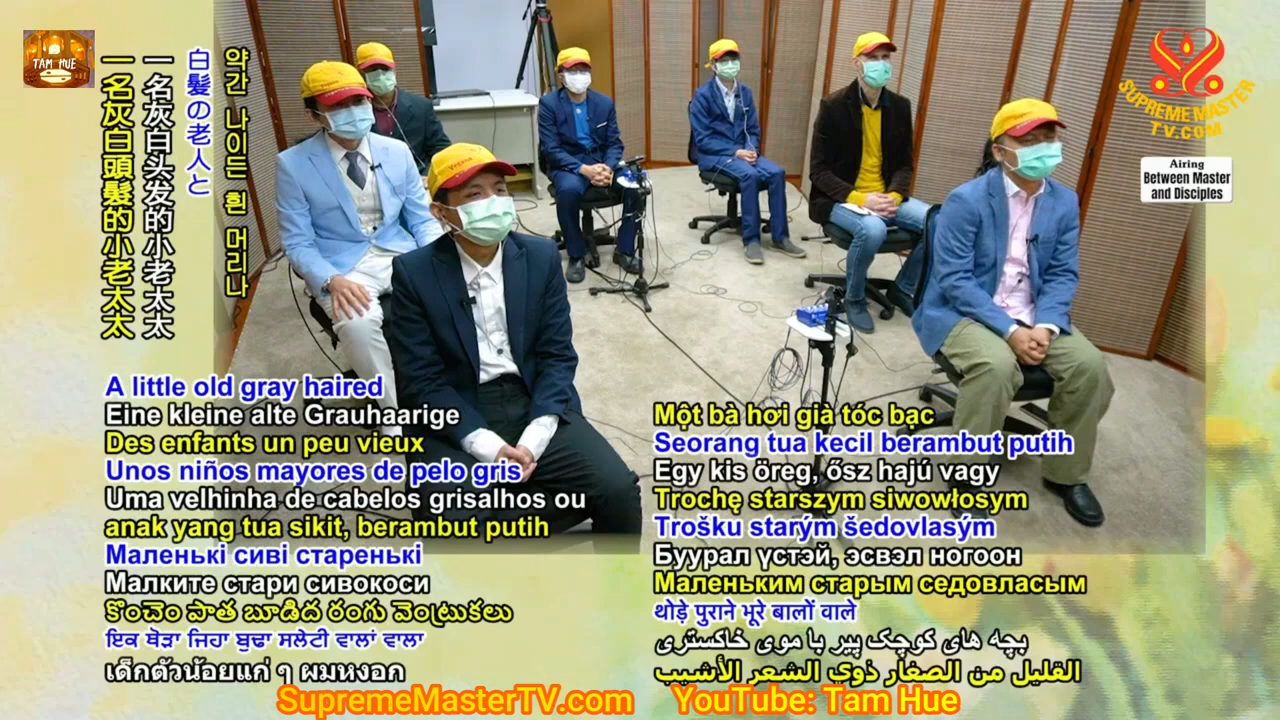 TAM HUE
一名灰白頭髮的小老太太
一名灰白头发的小老太太
白髪の老人と
약간 나이든 흰 머리나
SUPREME MASTER
TV.COM
Airing
Between Master
and Disciples
A little old gray haired
Eine kleine alte Grauhaarige
Des enfants un peu vieux
Unos niños mayores de pelo gris
Uma velhinha de cabelos grisalhos ou
anak yang tua sikit, berambut putih
Маленькі сиві старенькі
Малките стари сивокоси
కొంచెం పాత బూడిద రంగు వెంట్రుకలు
ਇਕ ਥੋੜਾ ਜਿਹਾ ਬੁਢਾ ਸਲੇਟੀ ਵਾਲਾਂ ਵਾਲਾ
เด็กตัวน้อยแก่ ๆ ผมหงอก
Một bà hơi già tóc bạc
Seorang tua kecil berambut putih
Egy kis öreg, ősz hajú vagy
Trochę starszym siwowłosym
Trošku starým šedovlasým
Буурал үстэй, эсвэл ногоон
Маленьким старым седовласым
थोड़े पुराने भूरे बालों वाले
بچه های کوچک پیر با موی خاکستری
القليل من الصغار ذوي الشعر الأشيب
SupremeMasterTV.com YouTube: Tam Hue